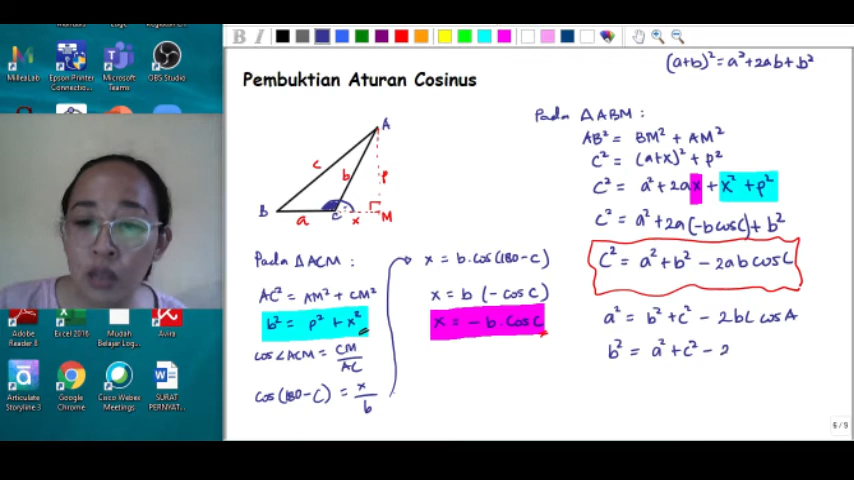 MilleaLab
Epson Printer
Connectio...
Microsoft
Teams
OBS Studio
Adobe
Reader 8
Excel 2016
Mudah
Belajar Log...
Avira
Articulate
Storyline 3
Google
Chrome
Cisco Webex
Meetings
SURAT
PERNYAT...
B I
(a+b)² = a² + 2ab + b²
Pembuktian Aturan Cosinus
A
c
b
P
B
a
C
x
M
Pada △ACM :
AC² = AM² + CM²
b² = p² + x²
cos∠ACM = CM/AC
cos(180-C) = x/b
x = b.cos(180-C)
x = b (-cos C)
x = -b.cos C
Pada △ABM :
AB² = BM² + AM²
c² = (a+x)² + p²
c² = a² + 2ax + x² + p²
c² = a² + 2a(-b cos C) + b²
c² = a² + b² - 2ab cos C
a² = b² + c² - 2bc cos A
b² = a² + c² - 2
6/9